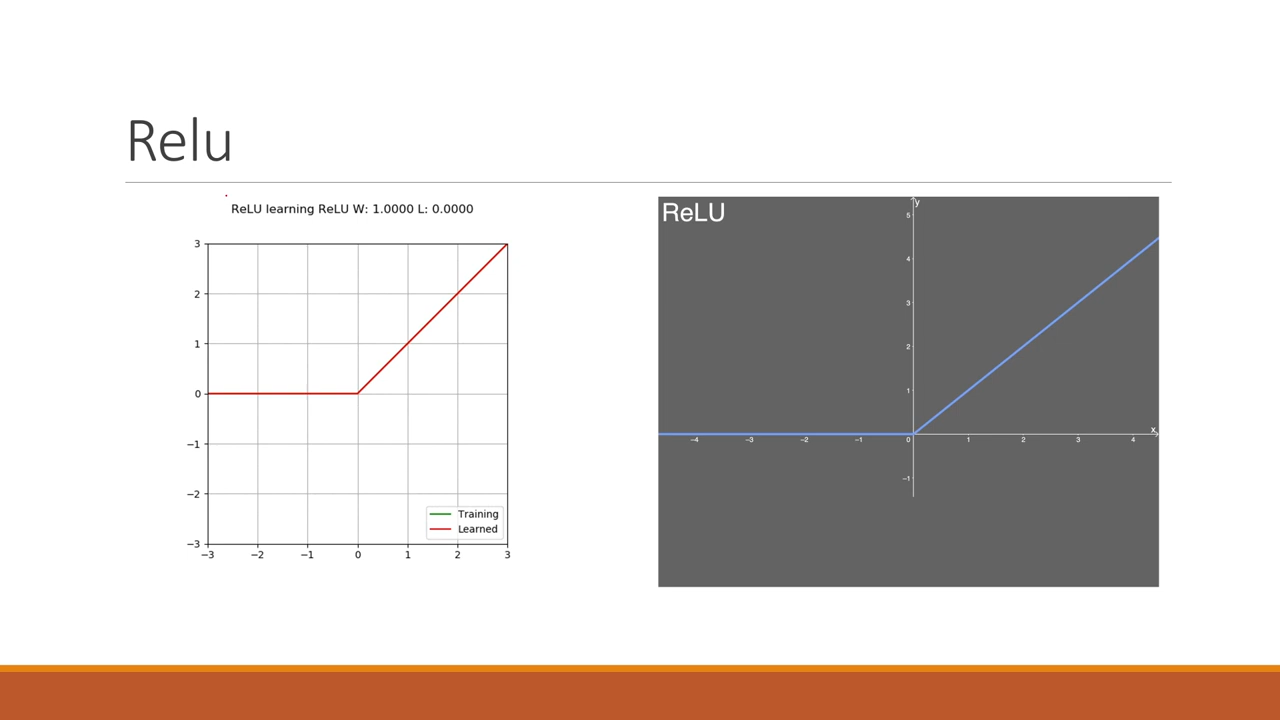 Relu
ReLU learning ReLU W: 1.0000 L: 0.0000
3
2
1
0
−1
−2
−3
−3 −2 −1 0 1 2 3
Training
Learned
ReLU
y
5
4
3
2
1
x
−4 −3 −2 −1 0 1 2 3 4
−1